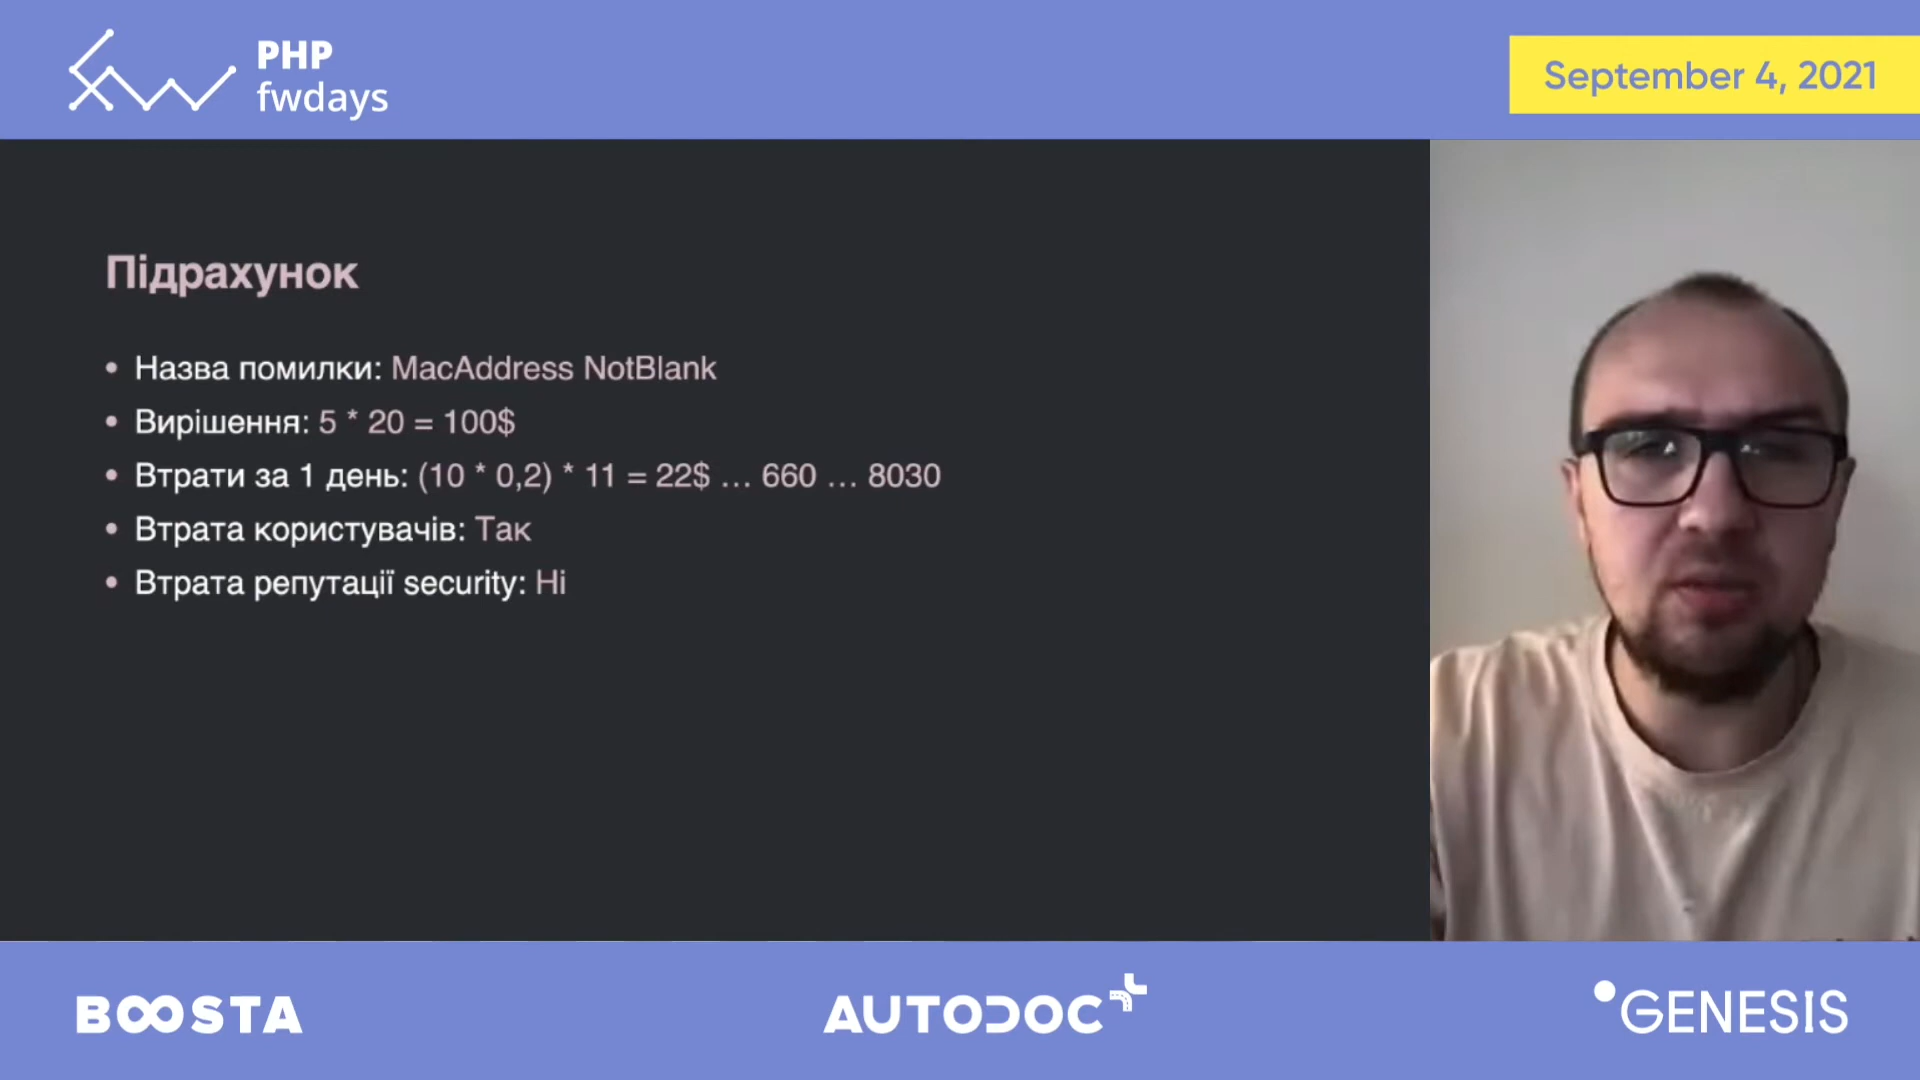 PHP
fwdays
September 4, 2021
Підрахунок
• Назва помилки: MacAddress NotBlank
• Вирішення: 5 * 20 = 100$
• Втрати за 1 день: (10 * 0,2) * 11 = 22$ … 660 … 8030
• Втрата користувачів: Так
• Втрата репутації security: Ні
BOOSTA
AUTODOC
GENESIS